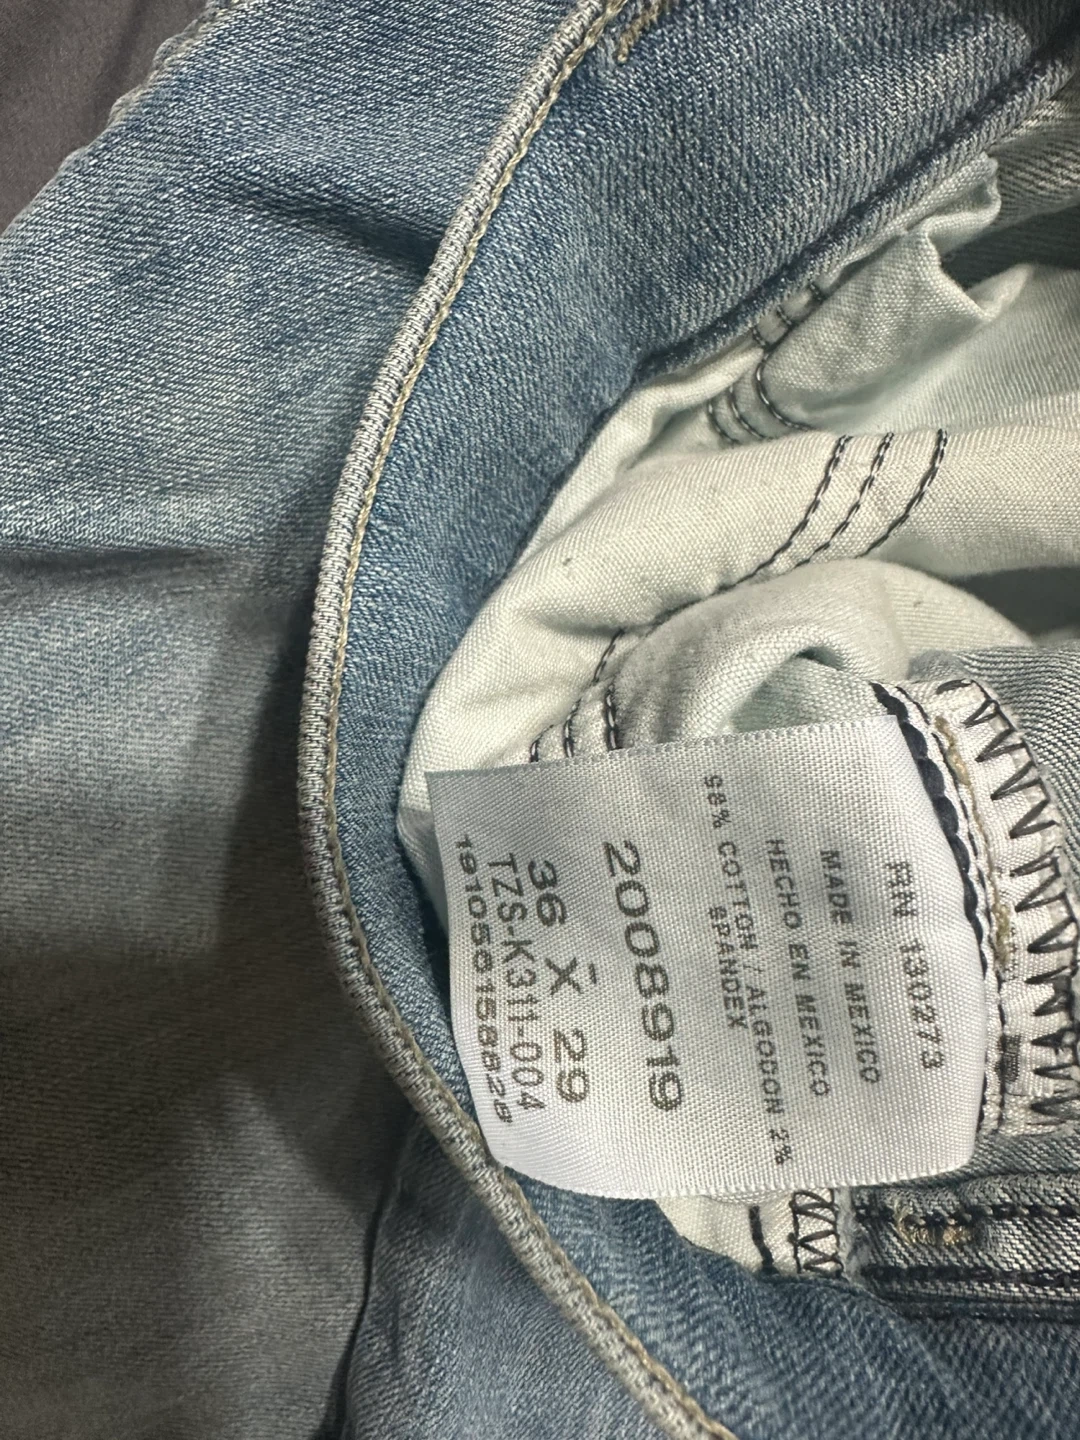 RN 130273
MADE IN MEXICO
HECHO EN MEXICO
98% COTTON / ALGODON 2%
SPANDEX
2008919
36 X 29
TZS-K311-004
191056158828